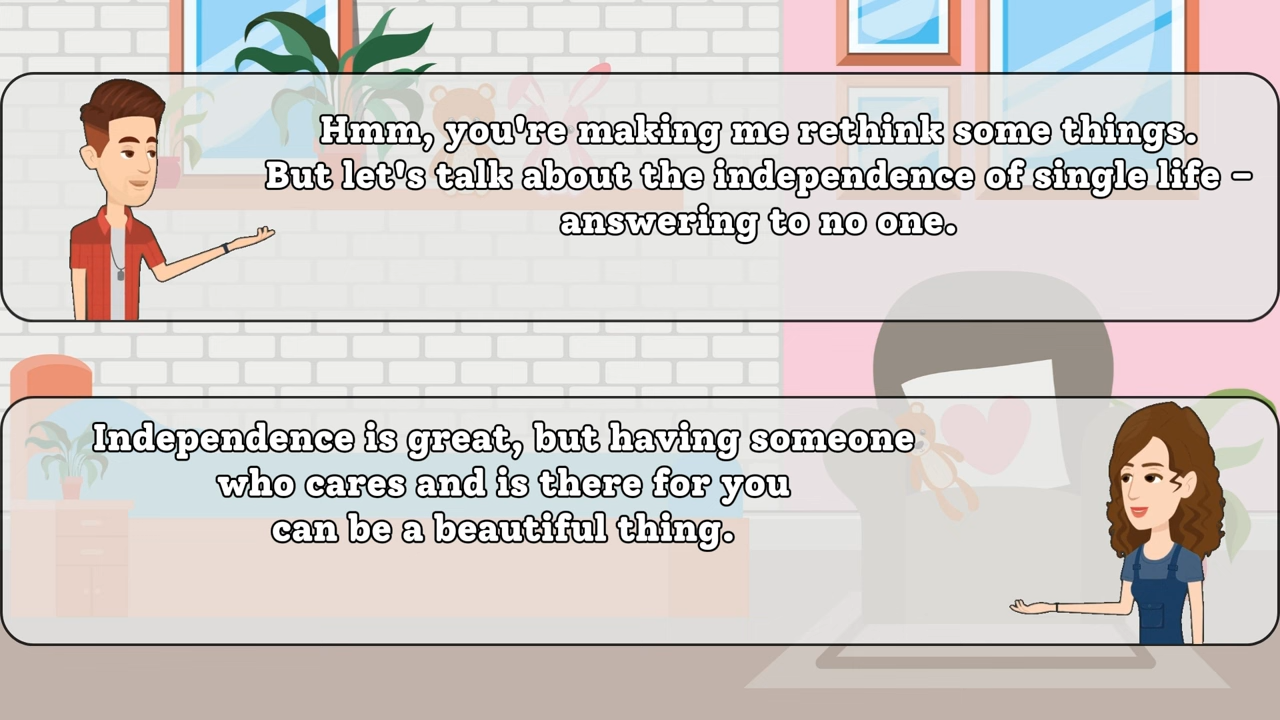 Hmm, you're making me rethink some things.
But let's talk about the independence of single life –
answering to no one.
Independence is great, but having someone
who cares and is there for you
can be a beautiful thing.